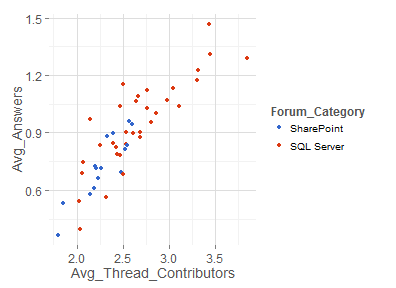 1.5
1.2
0.9
0.6
Avg_Answers
2.0 2.5 3.0 3.5
Avg_Thread_Contributors
Forum_Category
SharePoint
SQL Server